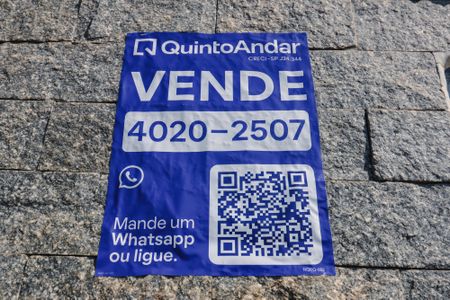 QuintoAndar
CRECI-SP J24.344
VENDE
4020-2507
Mande um
Whatsapp
ou ligue.